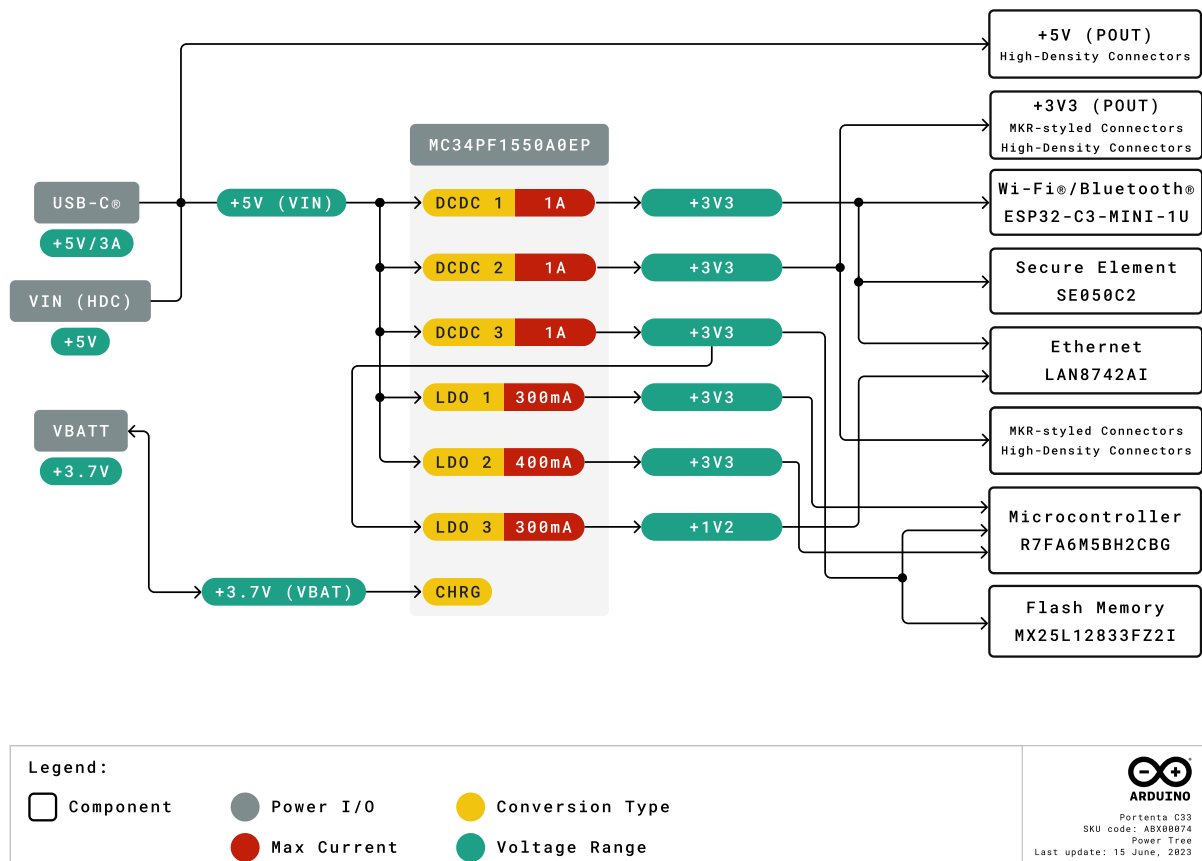 +5V (POUT)
High-Density Connectors
+3V3 (POUT)
MKR-styled Connectors
High-Density Connectors
MC34PF1550A0EP
USB-C®
+5V/3A
+5V (VIN)
DCDC 1 1A
+3V3
Wi-Fi®/Bluetooth®
ESP32-C3-MINI-1U
DCDC 2 1A
+3V3
Secure Element
SE050C2
VIN (HDC)
+5V
DCDC 3 1A
+3V3
Ethernet
LAN8742AI
LDO 1 300mA
+3V3
VBATT
+3.7V
MKR-styled Connectors
High-Density Connectors
LDO 2 400mA
+3V3
LDO 3 300mA
+1V2
Microcontroller
R7FA6M5BH2CBG
+3.7V (VBAT)
CHRG
Flash Memory
MX25L12833FZ2I
Legend:
Component
Power I/O
Conversion Type
Max Current
Voltage Range
ARDUINO
Portenta C33
SKU code: ABX00074
Power Tree
Last update: 15 June, 2023